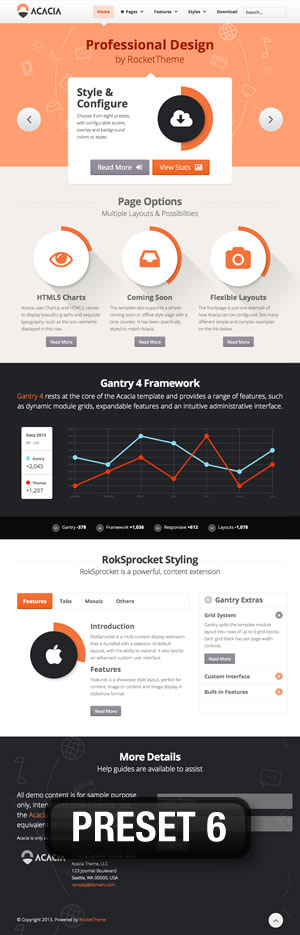 ACACIA
Home Pages Features Styles Download Search...
Professional Design
by RocketTheme
Style &
Configure
Choose from eight presets,
with configurable accent,
overlay and background
colors or styles.
Read More
View Stats
Page Options
Multiple Layouts & Possibilities
HTML5 Charts
Acacia uses Chart.js and HTML5 canvas
to display beautiful graphs and exquisite
typography, such as the icon elements
displayed in this row.
Read More
Coming Soon
The template also supports a simple
coming soon or offline style page with a
time-counter. It has been specifically
styled to match Acacia.
Read More
Flexible Layouts
The frontpage is just one example of
how Acacia can be configured. See many
different simple and complex examples
on the link below.
Read More
Gantry 4 Framework
Gantry 4 rests at the core of the Acacia template and provides a range of features, such
as dynamic module grids, expandable features and an intuitive administrative interface.
Data 2013
Gantry
+2,045
Themes
+1,207
Gantry -378
Framework +1,036
Responsive +612
Layouts -1,078
RokSprocket Styling
RokSprocket is a powerful, content extension
Features Tabs Mosaic Others
Introduction
RokSprocket is a multi-content display extension
that is bundled with a selection of default
layouts, with the ability to expand. It also sports
an advanced, custom user interface.
Features
Features is a showcase style layout, perfect for
content, image or content and image display in
slideshow format.
Read More
Gantry Extras
Grid System
Gantry splits the template module
layout into rows of up to 6 grid blocks.
Each grid block has per page width
controls.
Read More
Custom Interface
Built-in Features
More Details
Help guides are available to assist
All demo content is for sample purpose
only,
the Acacia
equivalent
PRESET 6
ACACIA
Acacia Theme, LLC
123 Joomla! Boulevard
Seattle, WA 00000, USA
noreply@domain.com
© Copyright 2013. Powered by RocketTheme